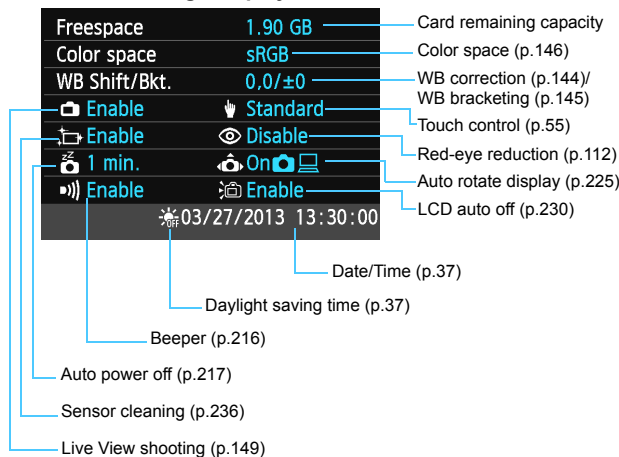 Freespace 1.90 GB
Color space sRGB
WB Shift/Bkt. 0,0/±0
Enable Standard
Enable Disable
zz 1 min. On
Enable Enable
OFF 03/27/2013 13:30:00
Card remaining capacity
Color space (p.146)
WB correction (p.144)/
WB bracketing (p.145)
Touch control (p.55)
Red-eye reduction (p.112)
Auto rotate display (p.225)
LCD auto off (p.230)
Date/Time (p.37)
Daylight saving time (p.37)
Beeper (p.216)
Auto power off (p.217)
Sensor cleaning (p.236)
Live View shooting (p.149)